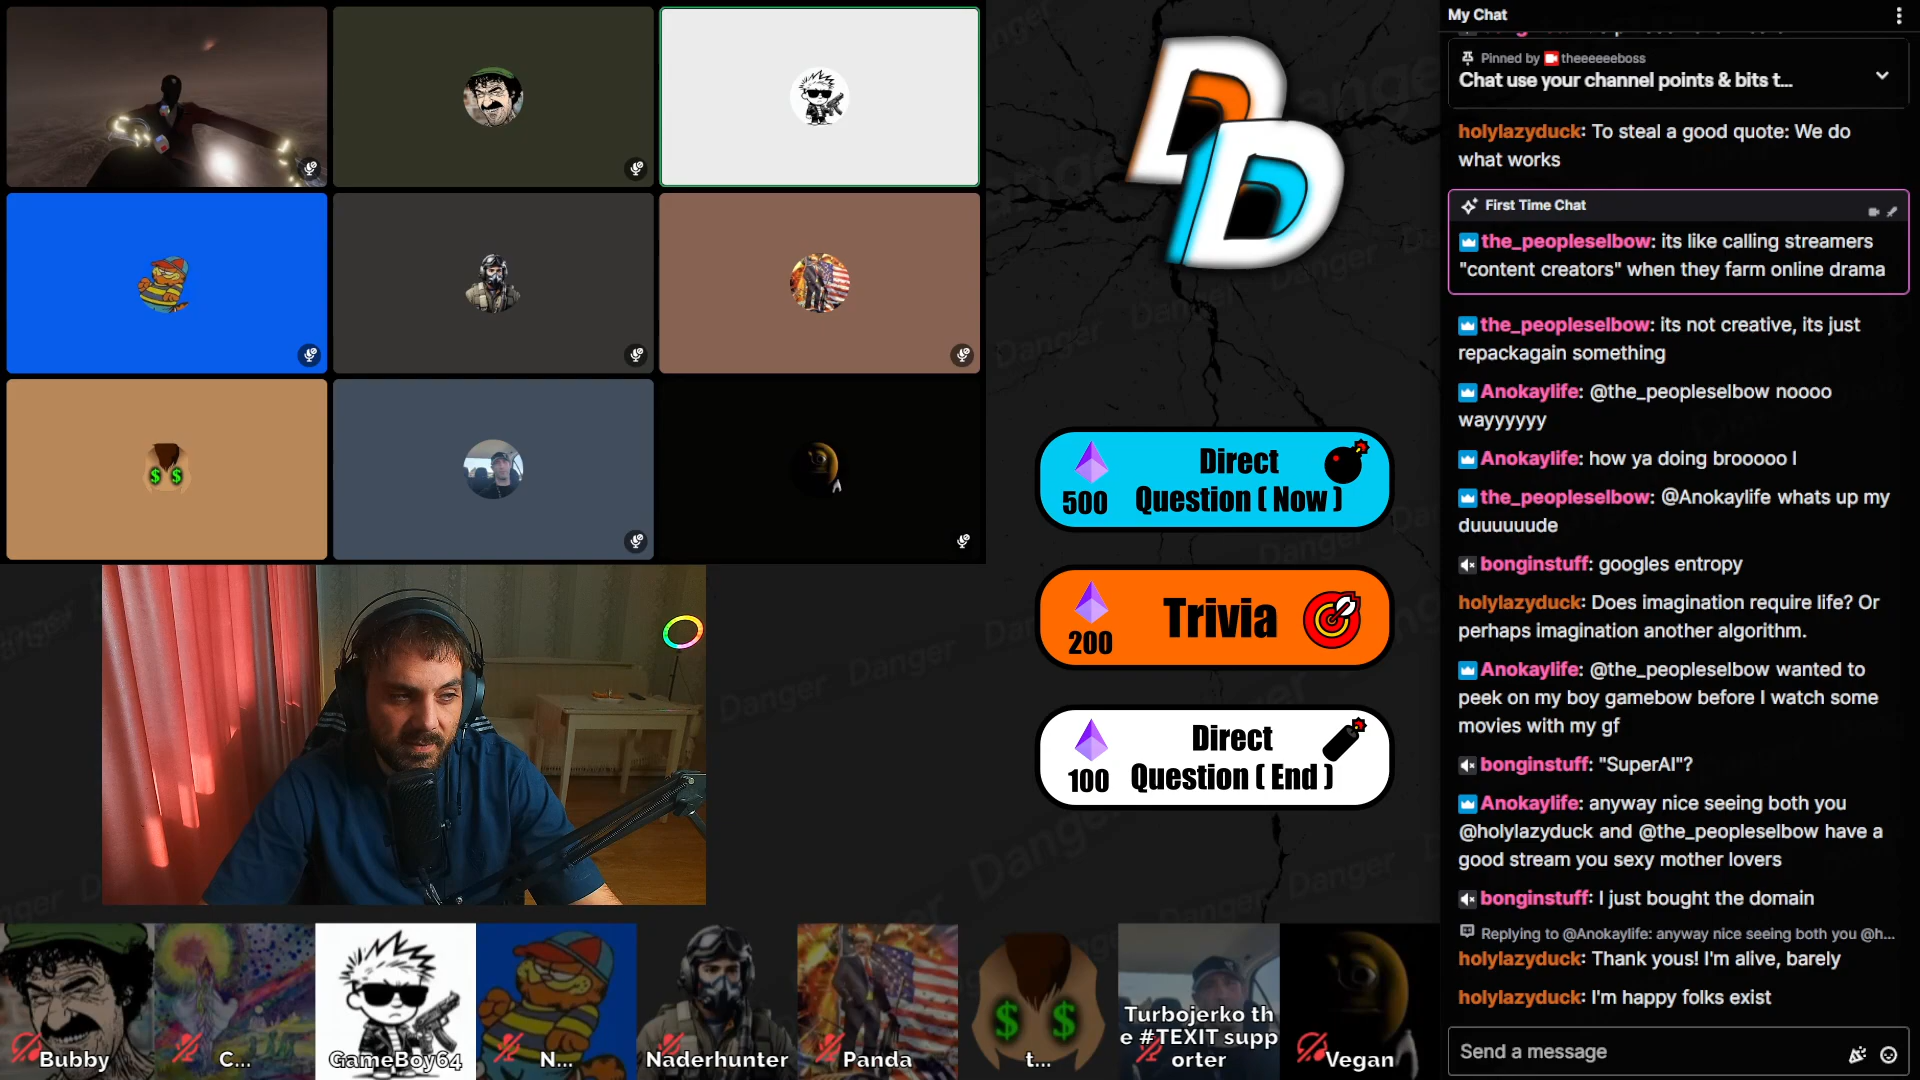 DD
500
Direct
Question ( Now )
200
Trivia
100
Direct
Question ( End )
Bubby
C...
GameBoy64
N...
Naderhunter
Panda
t...
Turbojerko th
e #TEXIT supp
orter
Vegan
My Chat
Pinned by theeeeeeboss
Chat use your channel points & bits t...
holylazyduck: To steal a good quote: We do
what works
First Time Chat
the_peopleselbow: its like calling streamers
"content creators" when they farm online drama
the_peopleselbow: its not creative, its just
repackagain something
Anokaylife: @the_peopleselbow noooo
wayyyyyy
Anokaylife: how ya doing brooooo l
the_peopleselbow: @Anokaylife whats up my
duuuuuude
bonginstuff: googles entropy
holylazyduck: Does imagination require life? Or
perhaps imagination another algorithm.
Anokaylife: @the_peopleselbow wanted to
peek on my boy gamebow before I watch some
movies with my gf
bonginstuff: "SuperAI"?
Anokaylife: anyway nice seeing both you
@holylazyduck and @the_peopleselbow have a
good stream you sexy mother lovers
bonginstuff: I just bought the domain
Replying to @Anokaylife: anyway nice seeing both you @h...
holylazyduck: Thank yous! I'm alive, barely
holylazyduck: I'm happy folks exist
Send a message